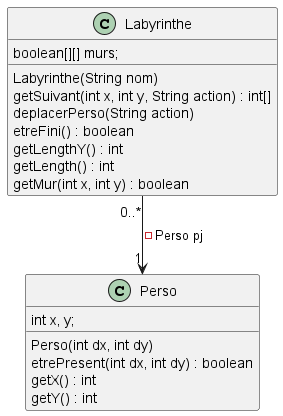 C Labyrinthe
boolean[][] murs;
Labyrinthe(String nom)
getSuivant(int x, int y, String action) : int[]
deplacerPerso(String action)
etreFini() : boolean
getLengthY() : int
getLength() : int
getMur(int x, int y) : boolean
0..*
Perso pj
1
C Perso
int x, y;
Perso(int dx, int dy)
etrePresent(int dx, int dy) : boolean
getX() : int
getY() : int